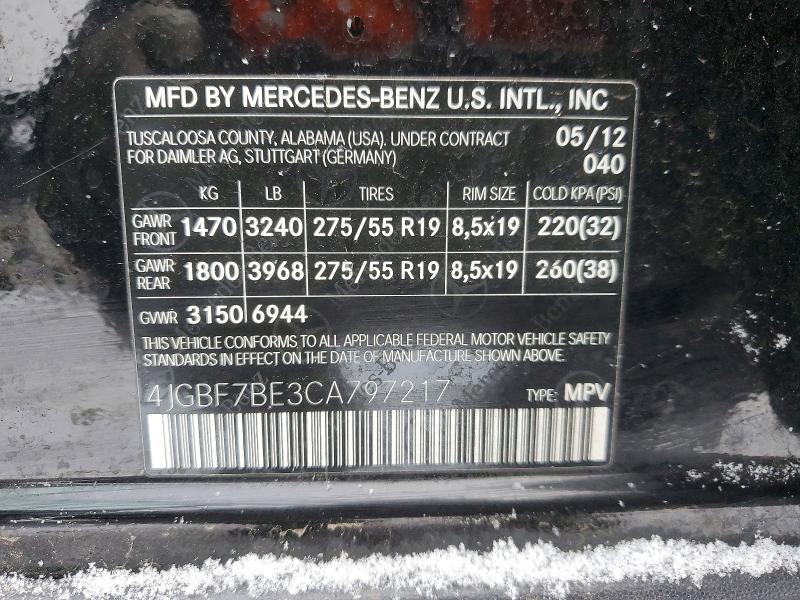 MFD BY MERCEDES-BENZ U.S. INTL., INC
TUSCALOOSA COUNTY, ALABAMA (USA). UNDER CONTRACT 05/12
FOR DAIMLER AG, STUTTGART (GERMANY) 040
KG LB TIRES RIM SIZE COLD KPA (PSI)
GAWR FRONT 1470 3240 275/55 R19 8,5x19 220(32)
GAWR REAR 1800 3968 275/55 R19 8,5x19 260(38)
GVWR 3150 6944
THIS VEHICLE CONFORMS TO ALL APPLICABLE FEDERAL MOTOR VEHICLE SAFETY
STANDARDS IN EFFECT ON THE DATE OF MANUFACTURE SHOWN ABOVE.
4JGBF7BE3CA797217 TYPE: MPV